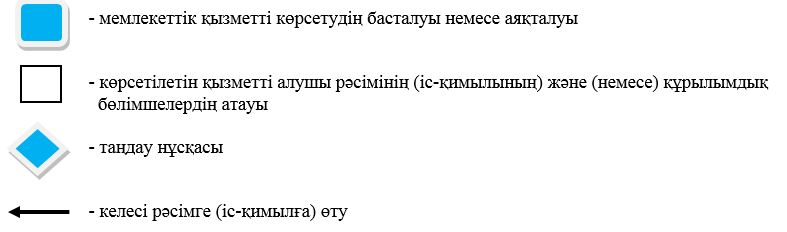 - мемлекеттік қызметті көрсетудің басталуы немесе аяқталуы
- көрсетілетін қызметті алушы рәсімінің (іс-қимылының) және (немесе) құрылымдық
бөлімшелердің атауы
- тандау нұсқасы
- келесі рәсімге (іс-қимылға) өту